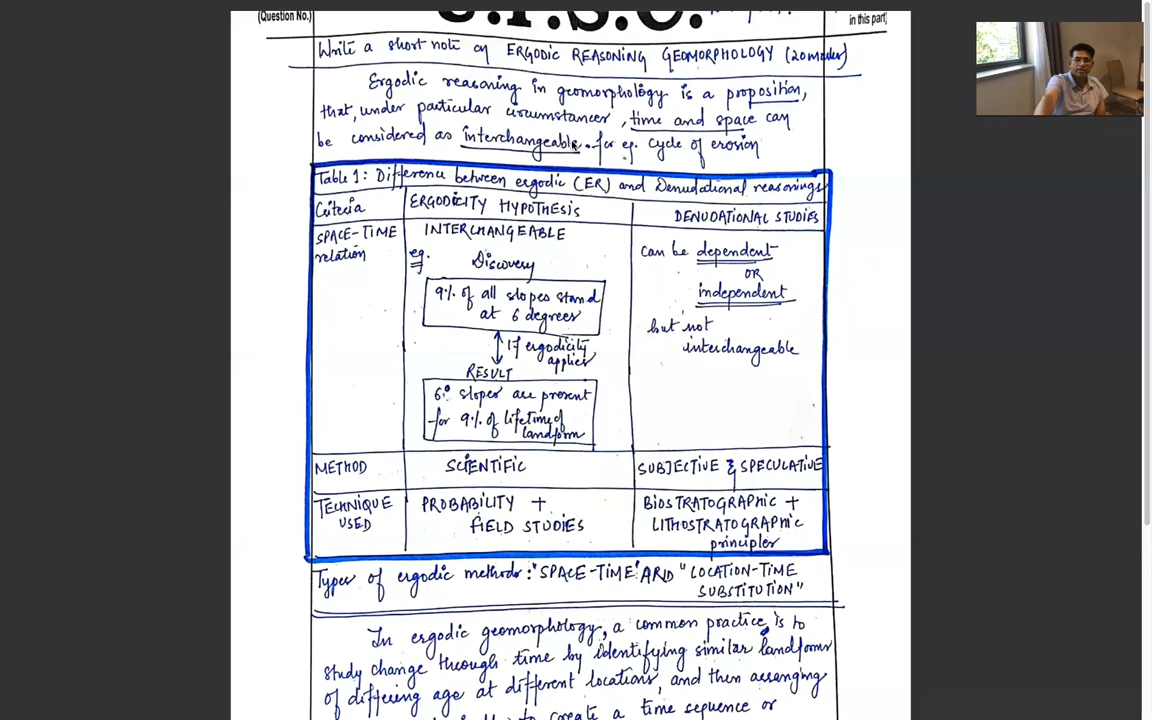 (Question No.)
U.P.S.C.
in this part)
Write a short note on ERGODIC REASONING GEOMORPHOLOGY (20 marks)
Ergodic reasoning in geomorphology is a proposition,
that, under particular circumstances, time and space can
be considered as interchangeable. for eg. cycle of erosion
Table 1: Difference between ergodic (ER) and Denudational reasonings
Criteria
ERGODICITY HYPOTHESIS
DENUDATIONAL STUDIES
SPACE-TIME
relation
INTERCHANGEABLE
eg.
Discovery
9% of all slopes stand
at 6 degrees
If ergodicity
applies
RESULT
6° slopes are present
for 9% of lifetime of
landform
can be dependent
OR
independent
but not
interchangeable
METHOD
SCIENTIFIC
SUBJECTIVE & SPECULATIVE
TECHNIQUE
USED
PROBABILITY +
FIELD STUDIES
BIOSTRATOGRAPHIC +
LITHOSTRATOGRAPHIC
principles
Types of ergodic methods: "SPACE-TIME" AND "LOCATION-TIME
SUBSTITUTION"
In ergodic geomorphology, a common practice is to
study change through time by identifying similar landforms
of differing age at different locations, and then arranging
to create a time sequence or